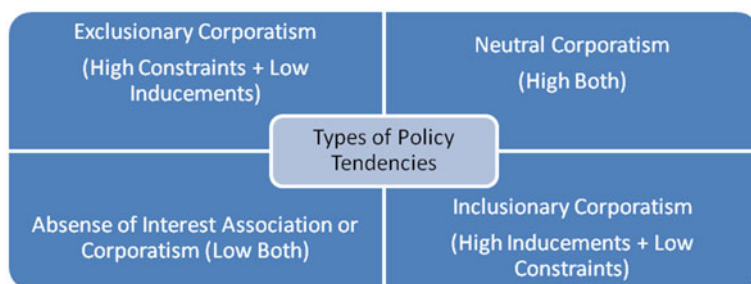 Exclusionary Corporatism
(High Constraints + Low
Inducements)
Neutral Corporatism
(High Both)
Types of Policy
Tendencies
Absence of Interest Association or
Corporatism (Low Both)
Inclusionary Corporatism
(High Inducements + Low
Constraints)